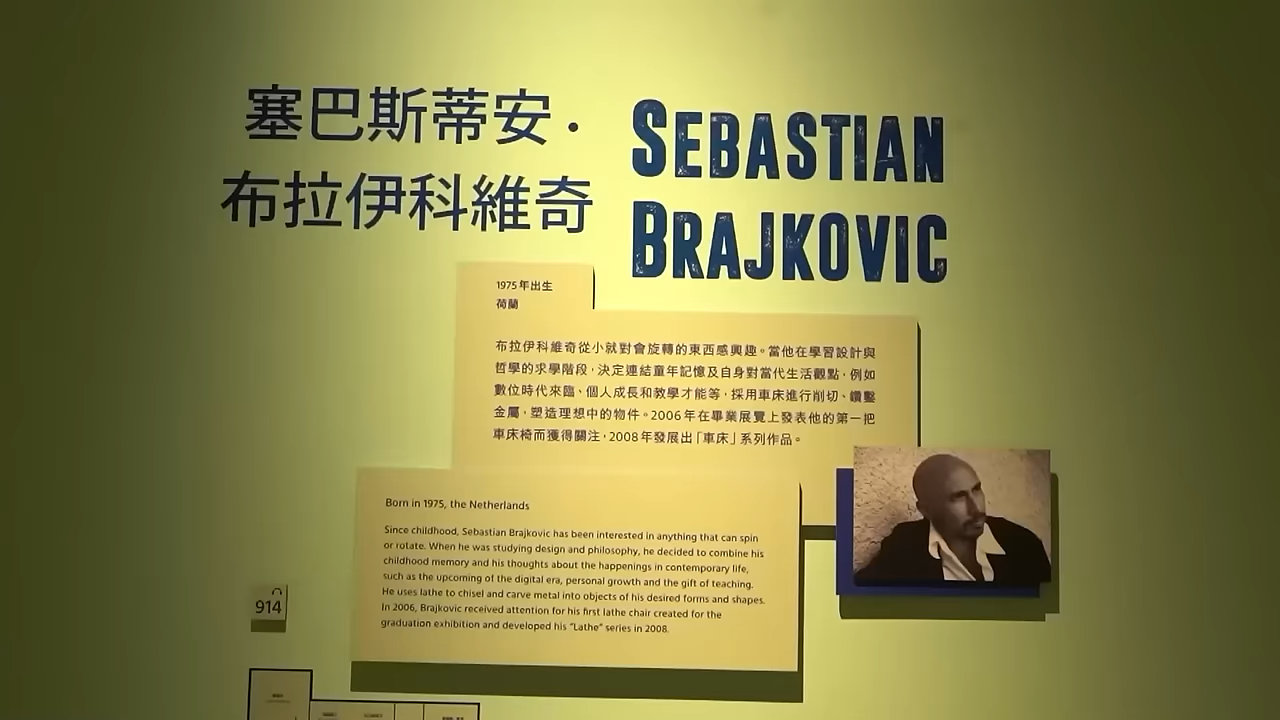 塞巴斯蒂安·
布拉伊科維奇
SEBASTIAN
BRAJKOVIC
1975年出生
荷蘭
布拉伊科維奇從小就對會旋轉的東西感興趣。當他在學習設計與
哲學的求學階段，決定連結童年記憶及自身對當代生活觀點，例如
數位時代來臨、個人成長和教學才能等，採用車床進行削切、鑽鑿
金屬，塑造理想中的物件。2006年在畢業展覽上發表他的第一把
車床椅而獲得關注，2008年發展出「車床」系列作品。
Born in 1975, the Netherlands
Since childhood, Sebastian Brajkovic has been interested in anything that can spin
or rotate. When he was studying design and philosophy, he decided to combine his
childhood memory and his thoughts about the happenings in contemporary life,
such as the upcoming of the digital era, personal growth and the gift of teaching.
He uses lathe to chisel and carve metal into objects of his desired forms and shapes.
In 2006, Brajkovic received attention for his first lathe chair created for the
graduation exhibition and developed his "Lathe" series in 2008.
914